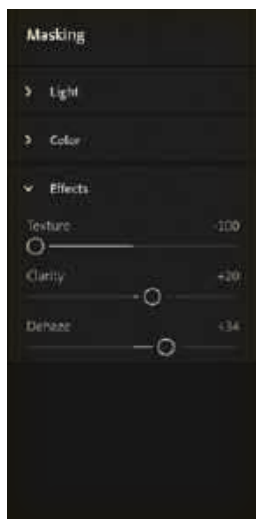 Masking
Light
Color
Effects
Texture -100
Clarity +20
Dehaze +34